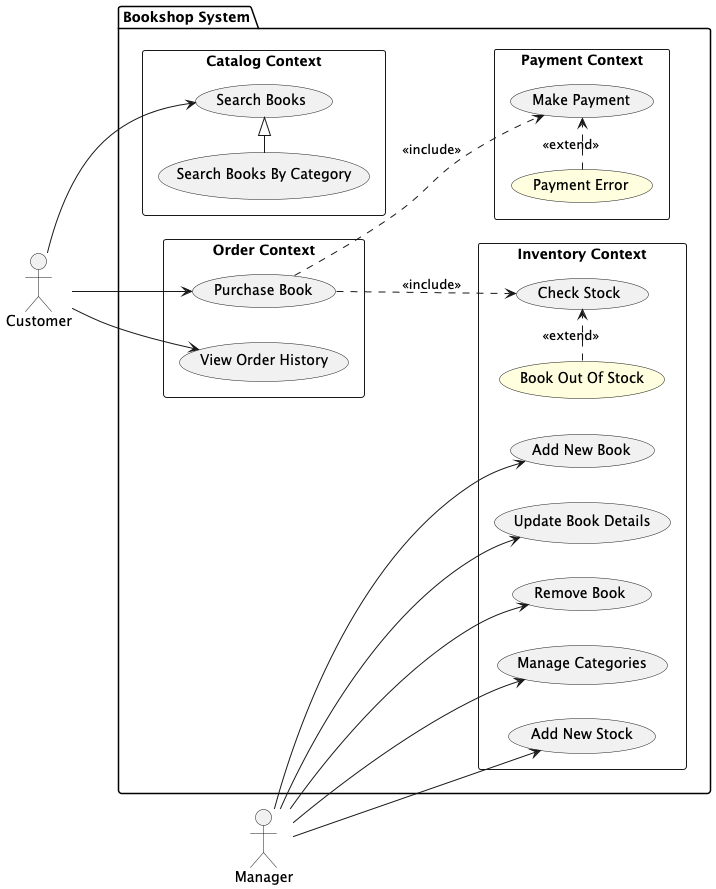 Bookshop System
Catalog Context
Search Books
Search Books By Category
Payment Context
Make Payment
«extend»
Payment Error
«include»
Order Context
Purchase Book
View Order History
«include»
Inventory Context
Check Stock
«extend»
Book Out Of Stock
Add New Book
Update Book Details
Remove Book
Manage Categories
Add New Stock
Customer
Manager